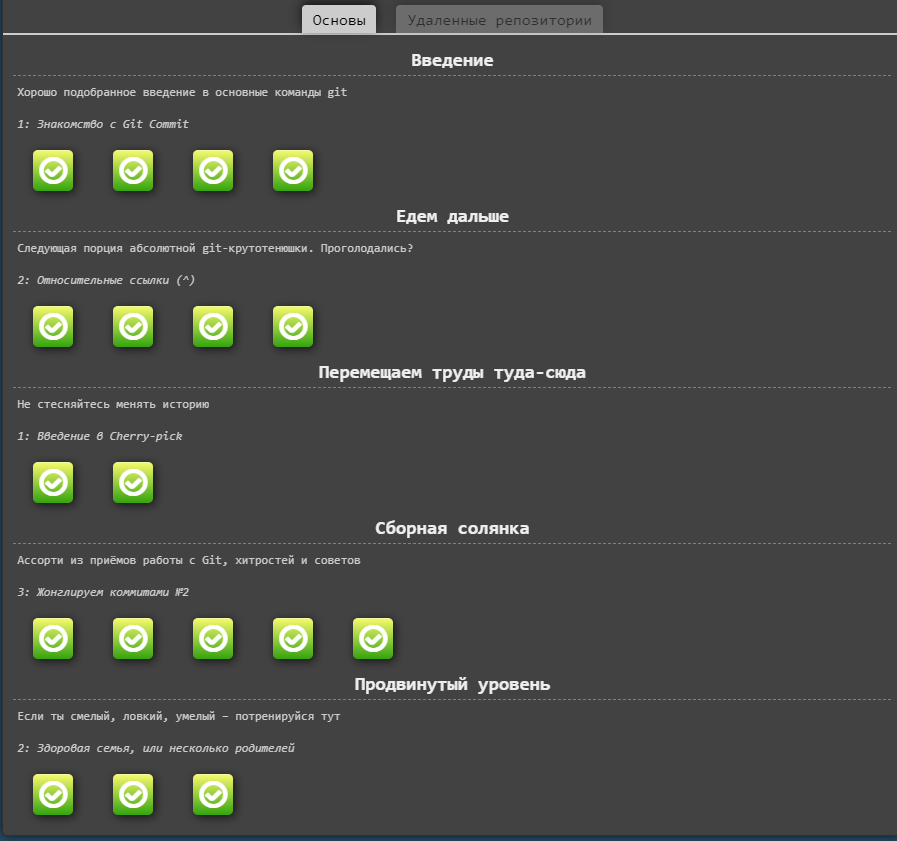 Основы Удаленные репозитории
Введение
Хорошо подобранное введение в основные команды git
1: Знакомство с Git Commit
Едем дальше
Следующая порция абсолютной git-крутотенюшки. Проголодались?
2: Относительные ссылки (^)
Перемещаем труды туда-сюда
Не стесняйтесь менять историю
1: Введение в Cherry-pick
Сборная солянка
Ассорти из приёмов работы с Git, хитростей и советов
3: Жонглируем коммитами №2
Продвинутый уровень
Если ты смелый, ловкий, умелый – потренируйся тут
2: Здоровая семья, или несколько родителей